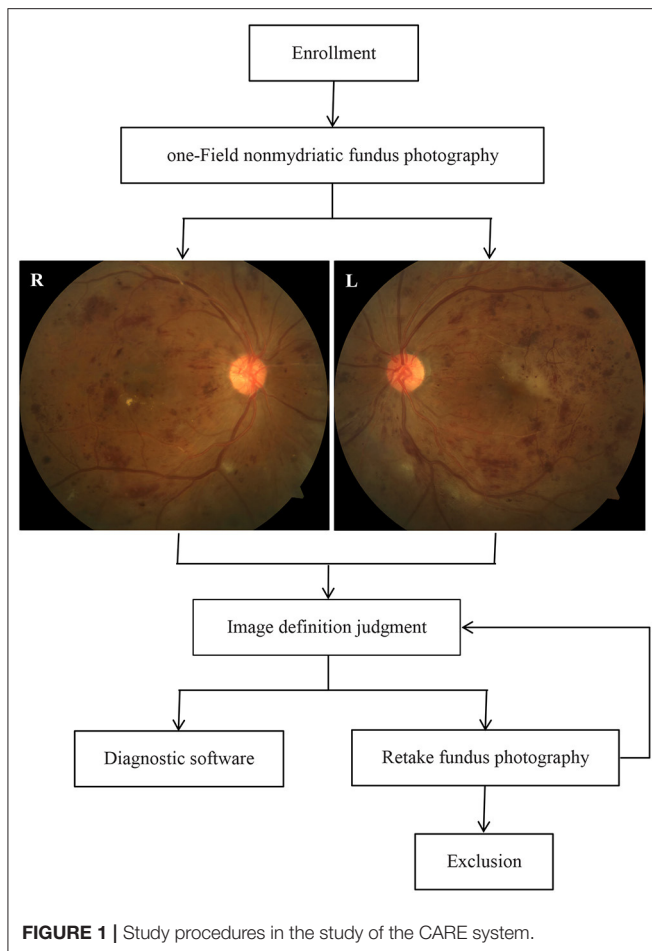 Enrollment
one-Field nonmydriatic fundus photography
R
L
Image definition judgment
Diagnostic software
Retake fundus photography
Exclusion
FIGURE 1 | Study procedures in the study of the CARE system.